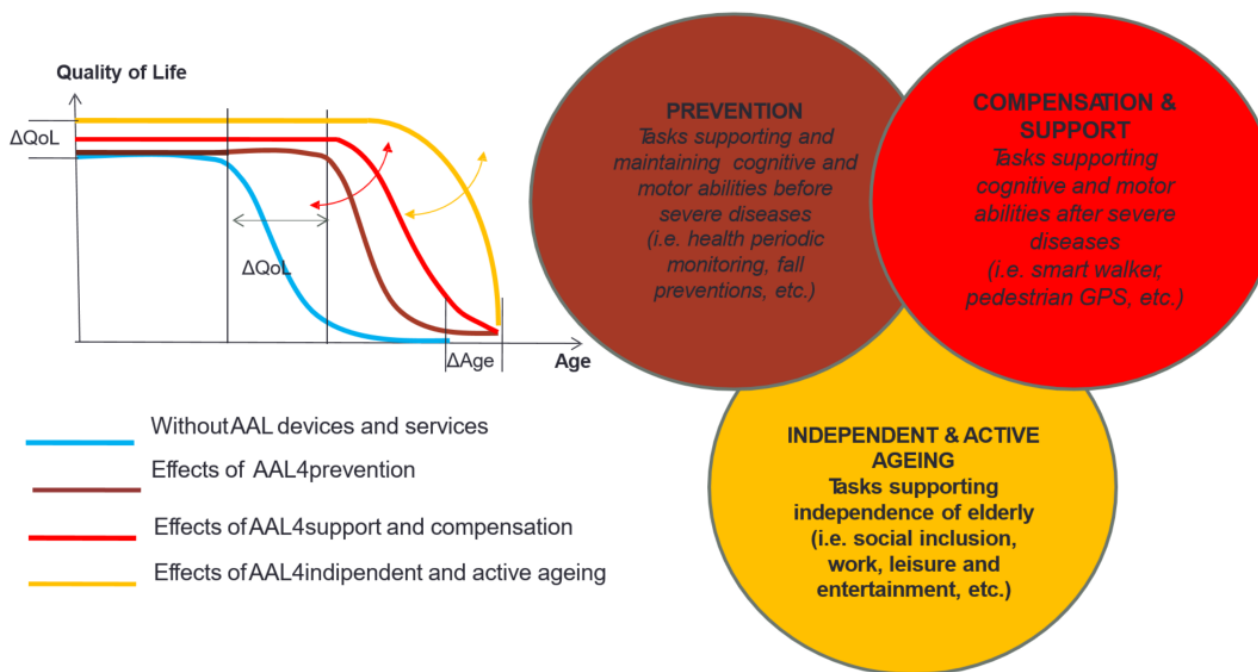 Quality of Life
ΔQoL
ΔQoL
ΔAge
Age
Without AAL devices and services
Effects of AAL4prevention
Effects of AAL4support and compensation
Effects of AAL4indipendent and active ageing
PREVENTION
Tasks supporting and
maintaining cognitive and
motor abilities before
severe diseases
(i.e. health periodic
monitoring, fall
preventions, etc.)
COMPENSATION &
SUPPORT
Tasks supporting
cognitive and motor
abilities after severe
diseases
(i.e. smart walker,
pedestrian GPS, etc.)
INDEPENDENT & ACTIVE
AGEING
Tasks supporting
independence of elderly
(i.e. social inclusion,
work, leisure and
entertainment, etc.)